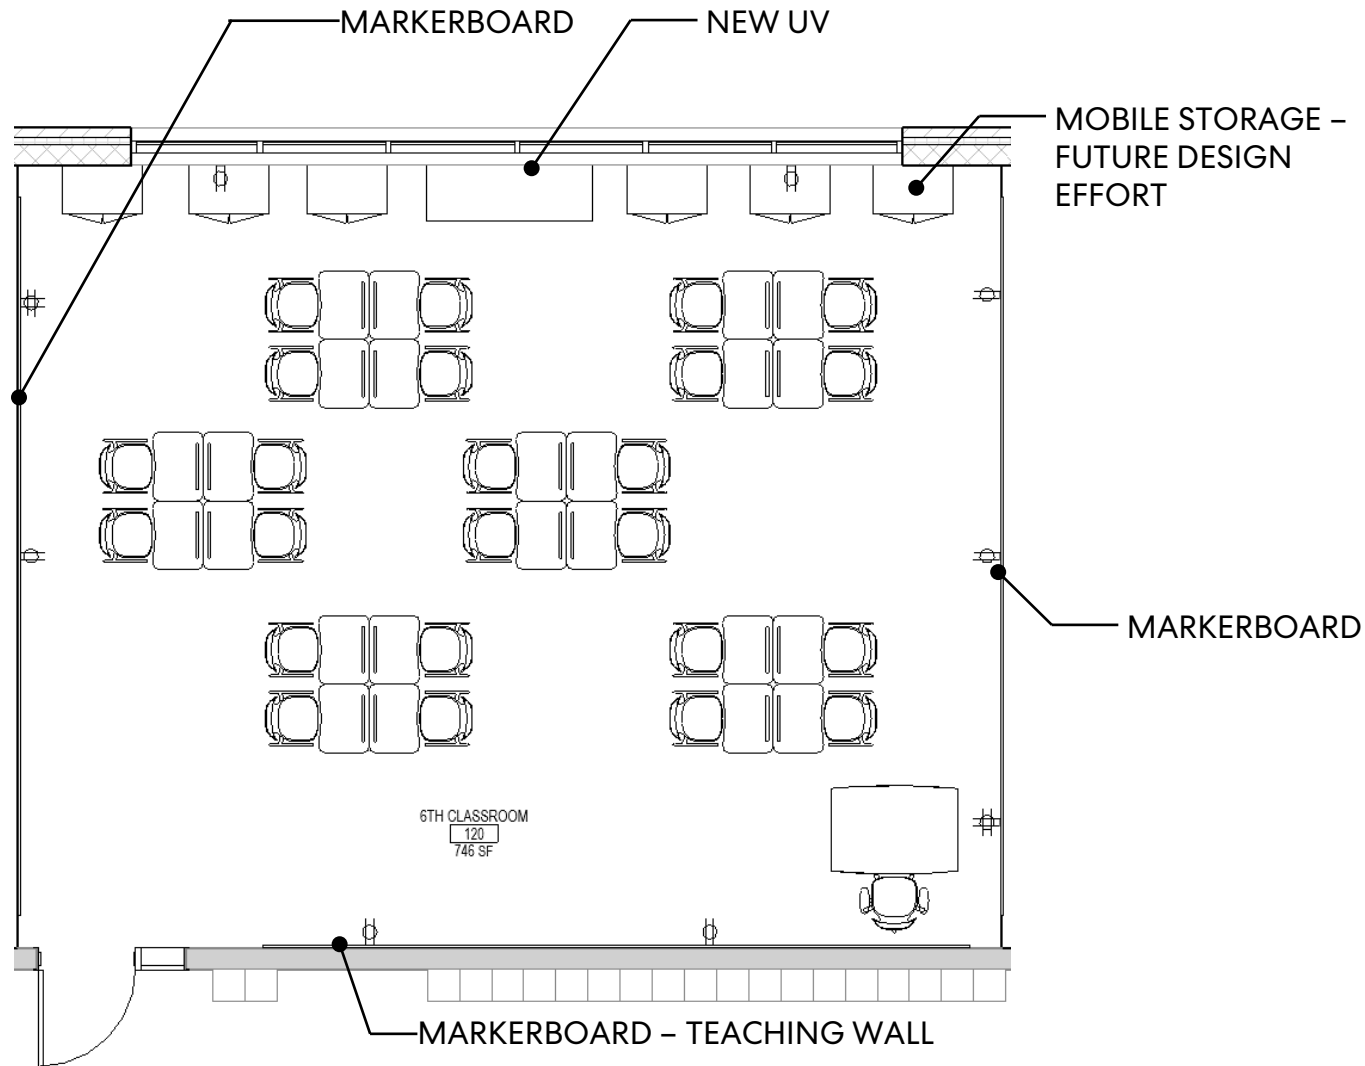 MARKERBOARD
NEW UV
MOBILE STORAGE –
FUTURE DESIGN
EFFORT
MARKERBOARD
6TH CLASSROOM
120
746 SF
MARKERBOARD – TEACHING WALL